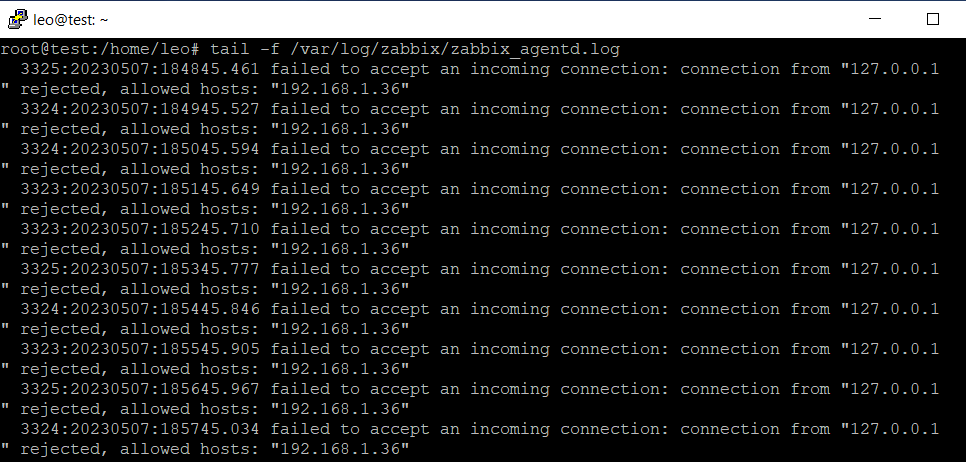 leo@test: ~
root@test:/home/leo# tail -f /var/log/zabbix/zabbix_agentd.log
  3325:20230507:184845.461 failed to accept an incoming connection: connection from "127.0.0.1
" rejected, allowed hosts: "192.168.1.36"
  3324:20230507:184945.527 failed to accept an incoming connection: connection from "127.0.0.1
" rejected, allowed hosts: "192.168.1.36"
  3324:20230507:185045.594 failed to accept an incoming connection: connection from "127.0.0.1
" rejected, allowed hosts: "192.168.1.36"
  3323:20230507:185145.649 failed to accept an incoming connection: connection from "127.0.0.1
" rejected, allowed hosts: "192.168.1.36"
  3323:20230507:185245.710 failed to accept an incoming connection: connection from "127.0.0.1
" rejected, allowed hosts: "192.168.1.36"
  3325:20230507:185345.777 failed to accept an incoming connection: connection from "127.0.0.1
" rejected, allowed hosts: "192.168.1.36"
  3324:20230507:185445.846 failed to accept an incoming connection: connection from "127.0.0.1
" rejected, allowed hosts: "192.168.1.36"
  3323:20230507:185545.905 failed to accept an incoming connection: connection from "127.0.0.1
" rejected, allowed hosts: "192.168.1.36"
  3325:20230507:185645.967 failed to accept an incoming connection: connection from "127.0.0.1
" rejected, allowed hosts: "192.168.1.36"
  3324:20230507:185745.034 failed to accept an incoming connection: connection from "127.0.0.1
" rejected, allowed hosts: "192.168.1.36"